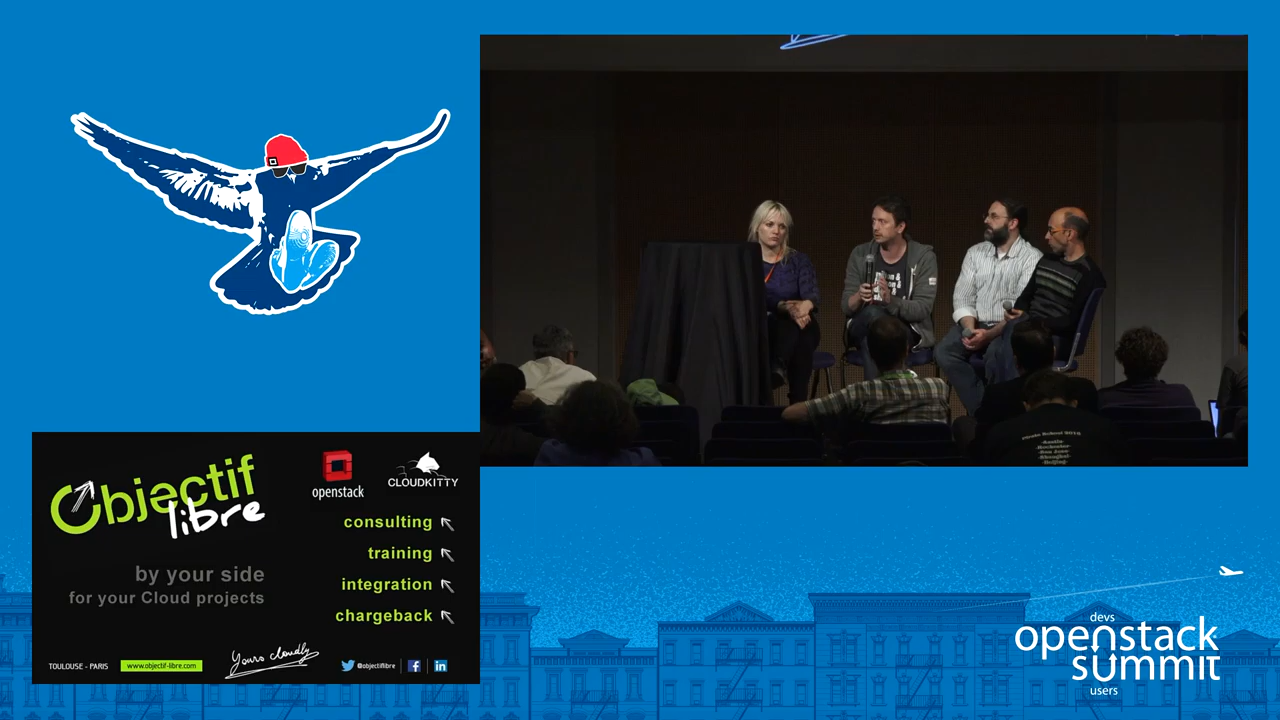 Objectif
libre
openstack
CLOUDKITTY
consulting
training
integration
chargeback
by your side
for your Cloud projects
TOULOUSE - PARIS
www.objectif-libre.com
Yours cloudly
@objectiflibre
devs
openstack
summit
users